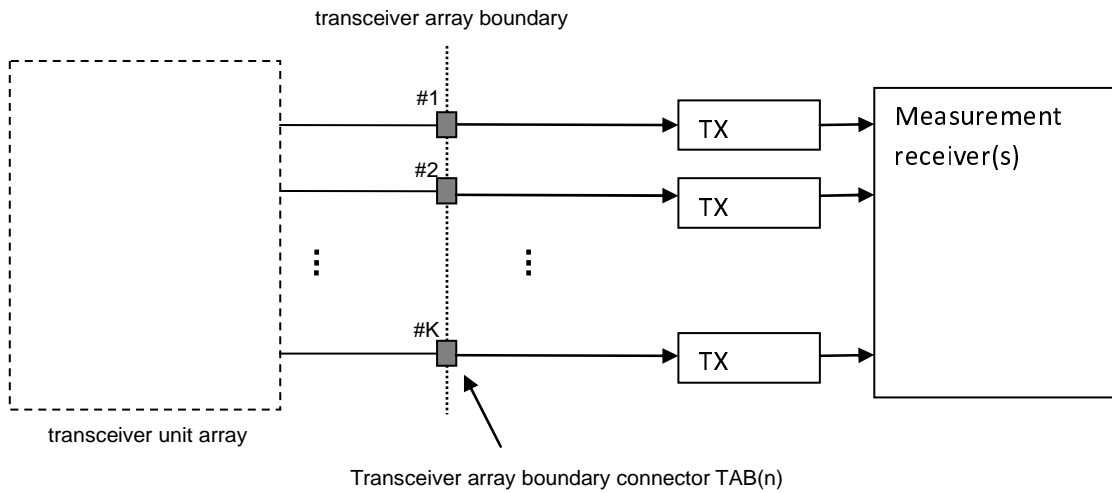 transceiver array boundary
#1
TX
Measurement
receiver(s)
#2
TX
...
...
#K
TX
transceiver unit array
Transceiver array boundary connector TAB(n)